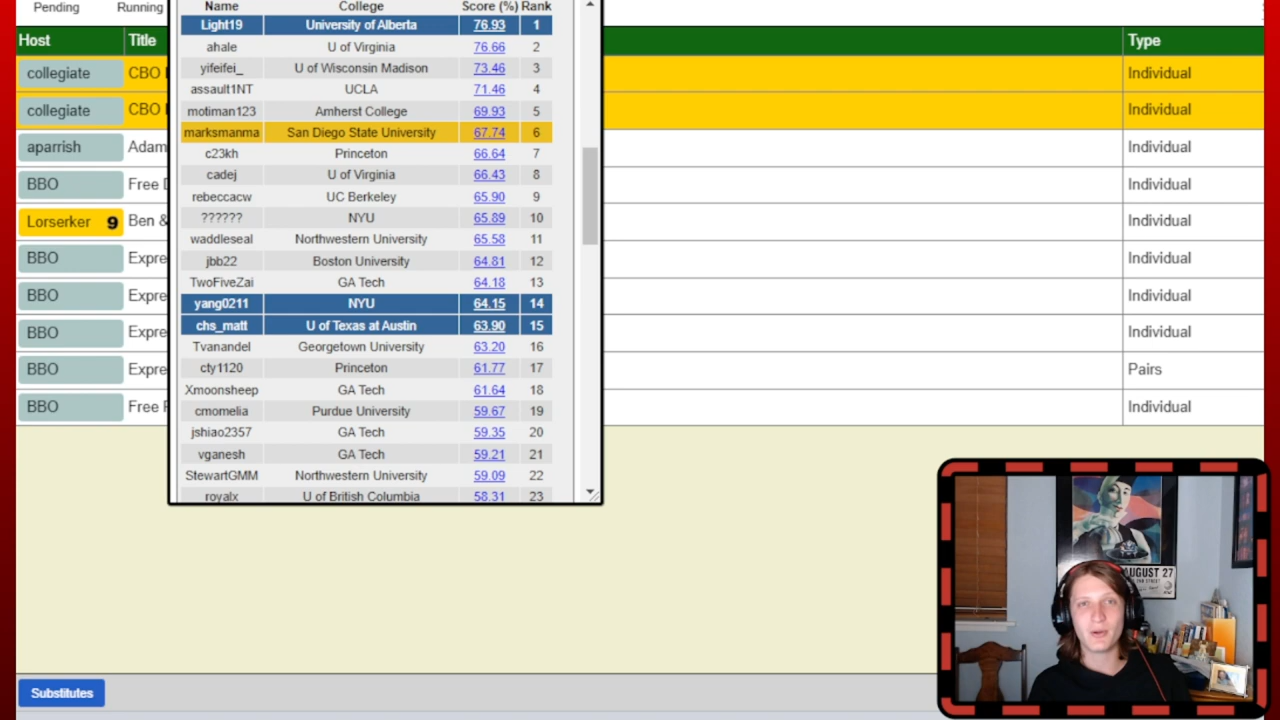 Pending Running
Name College Score (%) Rank
Host Title Type
Light19 University of Alberta 76.93 1
ahale U of Virginia 76.66 2
collegiate CBO Individual
yifeifei_ U of Wisconsin Madison 73.46 3
assault1NT UCLA 71.46 4
collegiate CBO Individual
motiman123 Amherst College 69.93 5
marksmanma San Diego State University 67.74 6
aparrish Adam Individual
c23kh Princeton 66.64 7
cadej U of Virginia 66.43 8
BBO Free Individual
rebeccacw UC Berkeley 65.90 9
?????? NYU 65.89 10
Lorserker 9 Ben & Individual
waddleseal Northwestern University 65.58 11
jbb22 Boston University 64.81 12
BBO Expre Individual
TwoFiveZai GA Tech 64.18 13
BBO Expre Individual
yang0211 NYU 64.15 14
chs_matt U of Texas at Austin 63.90 15
BBO Expre Individual
Tvanandel Georgetown University 63.20 16
cty1120 Princeton 61.77 17
BBO Expre Pairs
Xmoonsheep GA Tech 61.64 18
cmomelia Purdue University 59.67 19
BBO Free Individual
jshiao2357 GA Tech 59.35 20
vganesh GA Tech 59.21 21
StewartGMM Northwestern University 59.09 22
royalx U of British Columbia 58.31 23
AUGUST 27
Substitutes